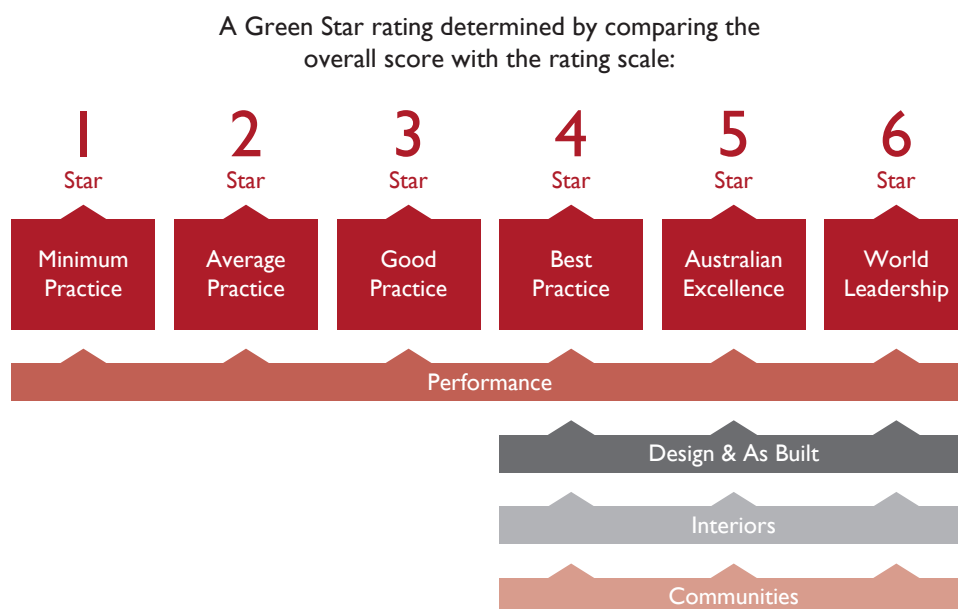 A Green Star rating determined by comparing the
overall score with the rating scale:
1 2 3 4 5 6
Star Star Star Star Star Star
Minimum Average Good Best Australian World
Practice Practice Practice Practice Excellence Leadership
Performance
Design & As Built
Interiors
Communities